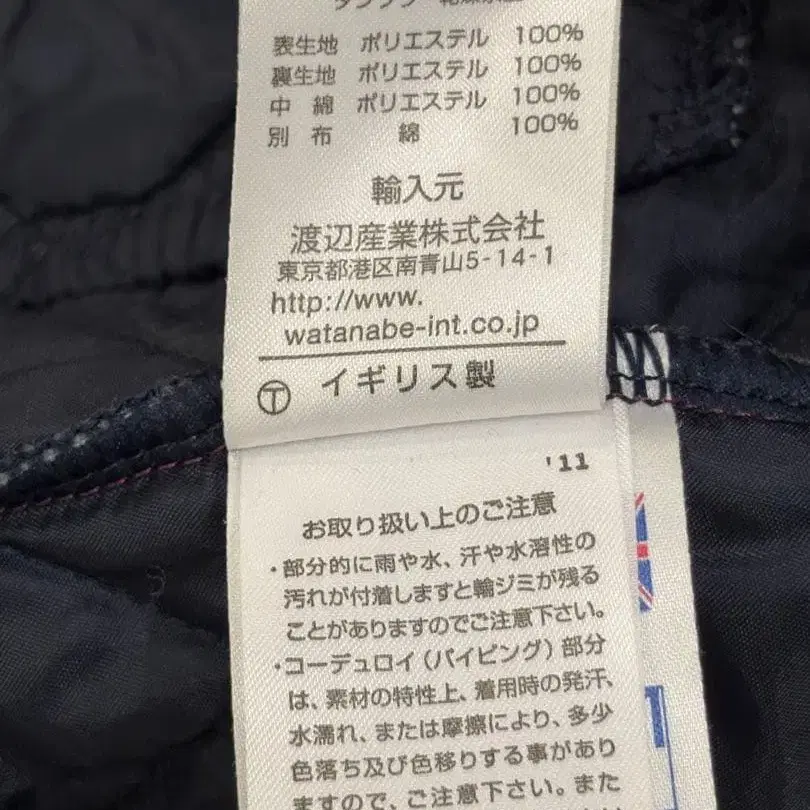 表生地 ポリエステル 100%
裏生地 ポリエステル 100%
中 綿 ポリエステル 100%
別 布 綿 100%
輸入元
渡辺産業株式会社
東京都港区南青山5-14-1
http://www.
watanabe-int.co.jp
Ⓣ イギリス製
'11
お取り扱い上のご注意
・部分的に雨や水、汗や水溶性の
汚れが付着しますと輪ジミが残る
ことがありますのでご注意下さい。
・コーデュロイ(パイピング)部分
は、素材の特性上、着用時の発汗、
水濡れ、または摩擦により、多少
色落ち及び色移りする事があり
ますので、ご注意下さい。また